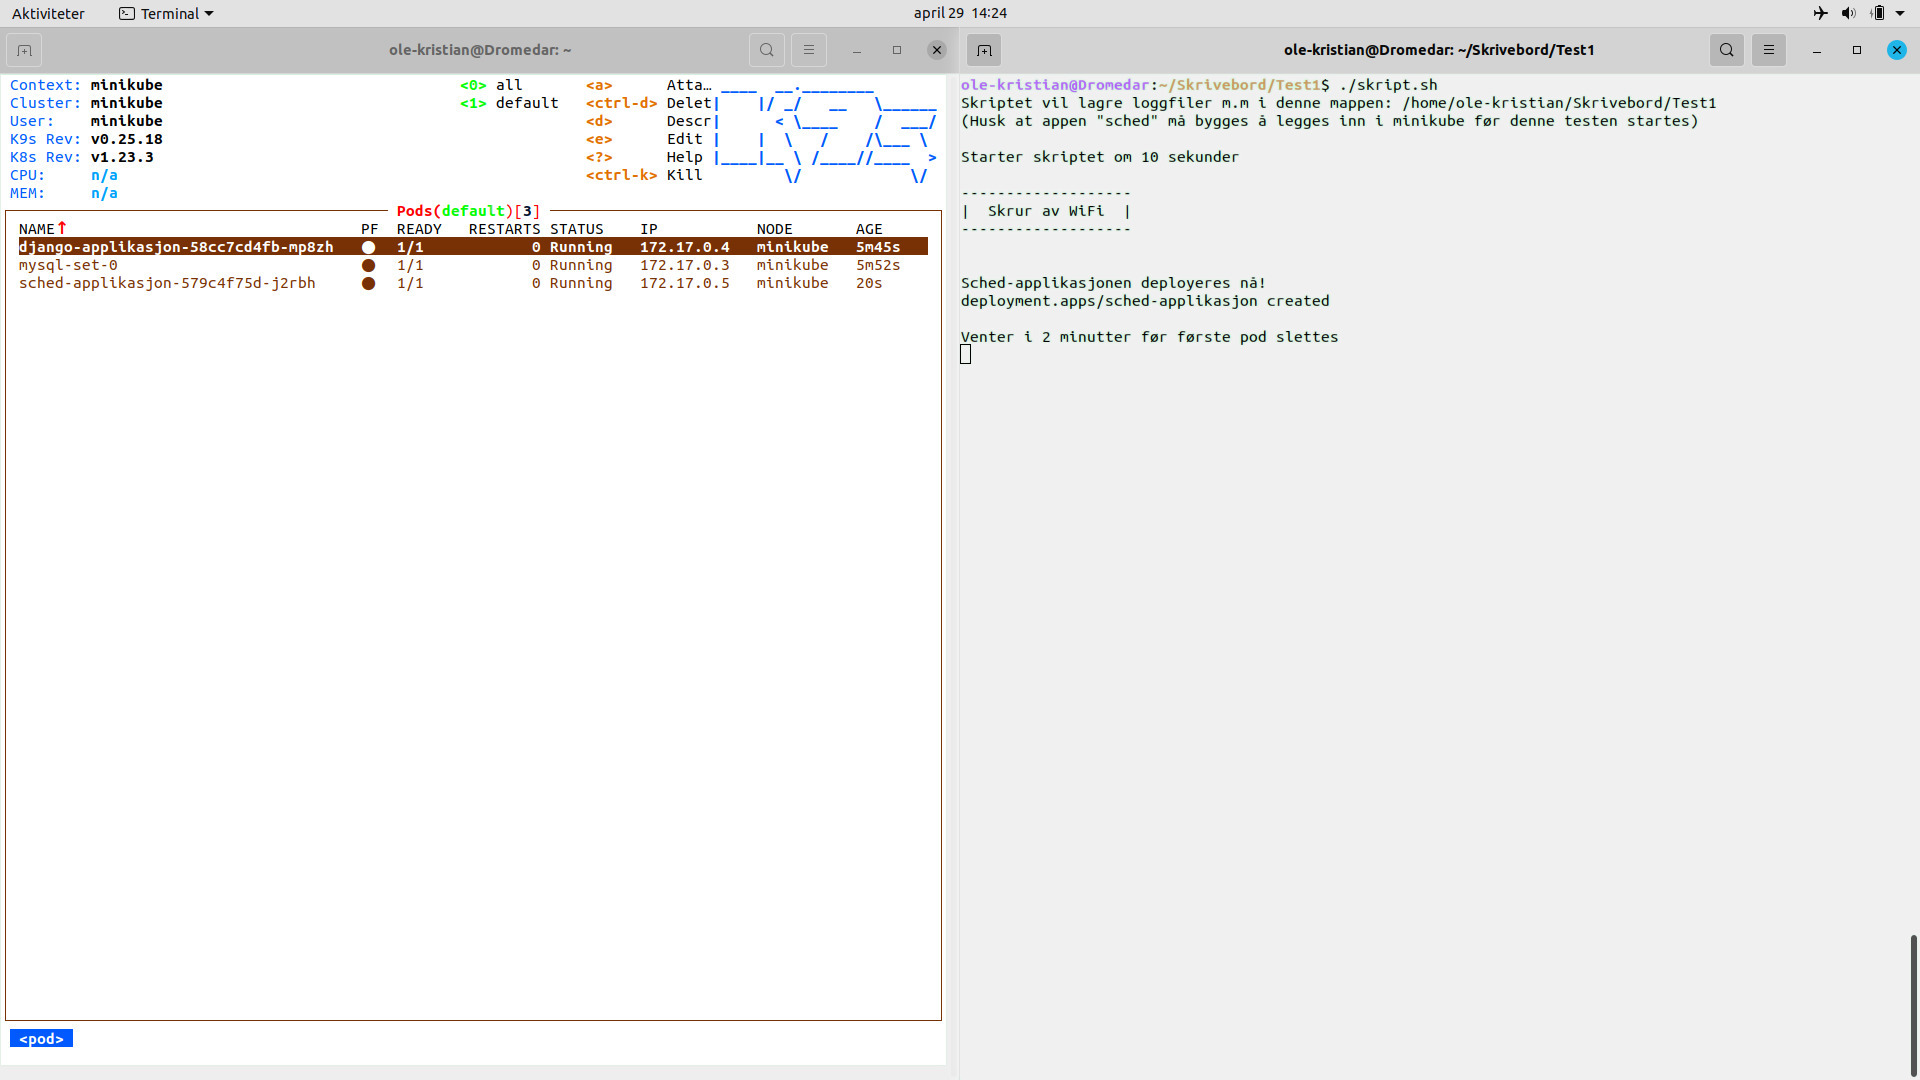 Aktiviteter Terminal april 29 14:24
ole-kristian@Dromedar: ~
Context: minikube <0> all <a> Atta…
Cluster: minikube <1> default <ctrl-d> Delet
User: minikube <d> Descr
K9s Rev: v0.25.18 <e> Edit
K8s Rev: v1.23.3 <?> Help
CPU: n/a <ctrl-k> Kill
MEM: n/a
Pods(default)[3]
NAME↑ PF READY RESTARTS STATUS IP NODE AGE
django-applikasjon-58cc7cd4fb-mp8zh ● 1/1 0 Running 172.17.0.4 minikube 5m45s
mysql-set-0 ● 1/1 0 Running 172.17.0.3 minikube 5m52s
sched-applikasjon-579c4f75d-j2rbh ● 1/1 0 Running 172.17.0.5 minikube 20s
<pod>
ole-kristian@Dromedar: ~/Skrivebord/Test1
ole-kristian@Dromedar:~/Skrivebord/Test1$ ./skript.sh
Skriptet vil lagre loggfiler m.m i denne mappen: /home/ole-kristian/Skrivebord/Test1
(Husk at appen "sched" må bygges å legges inn i minikube før denne testen startes)
Starter skriptet om 10 sekunder
-------------------
|  Skrur av WiFi  |
-------------------
Sched-applikasjonen deployeres nå!
deployment.apps/sched-applikasjon created
Venter i 2 minutter før første pod slettes